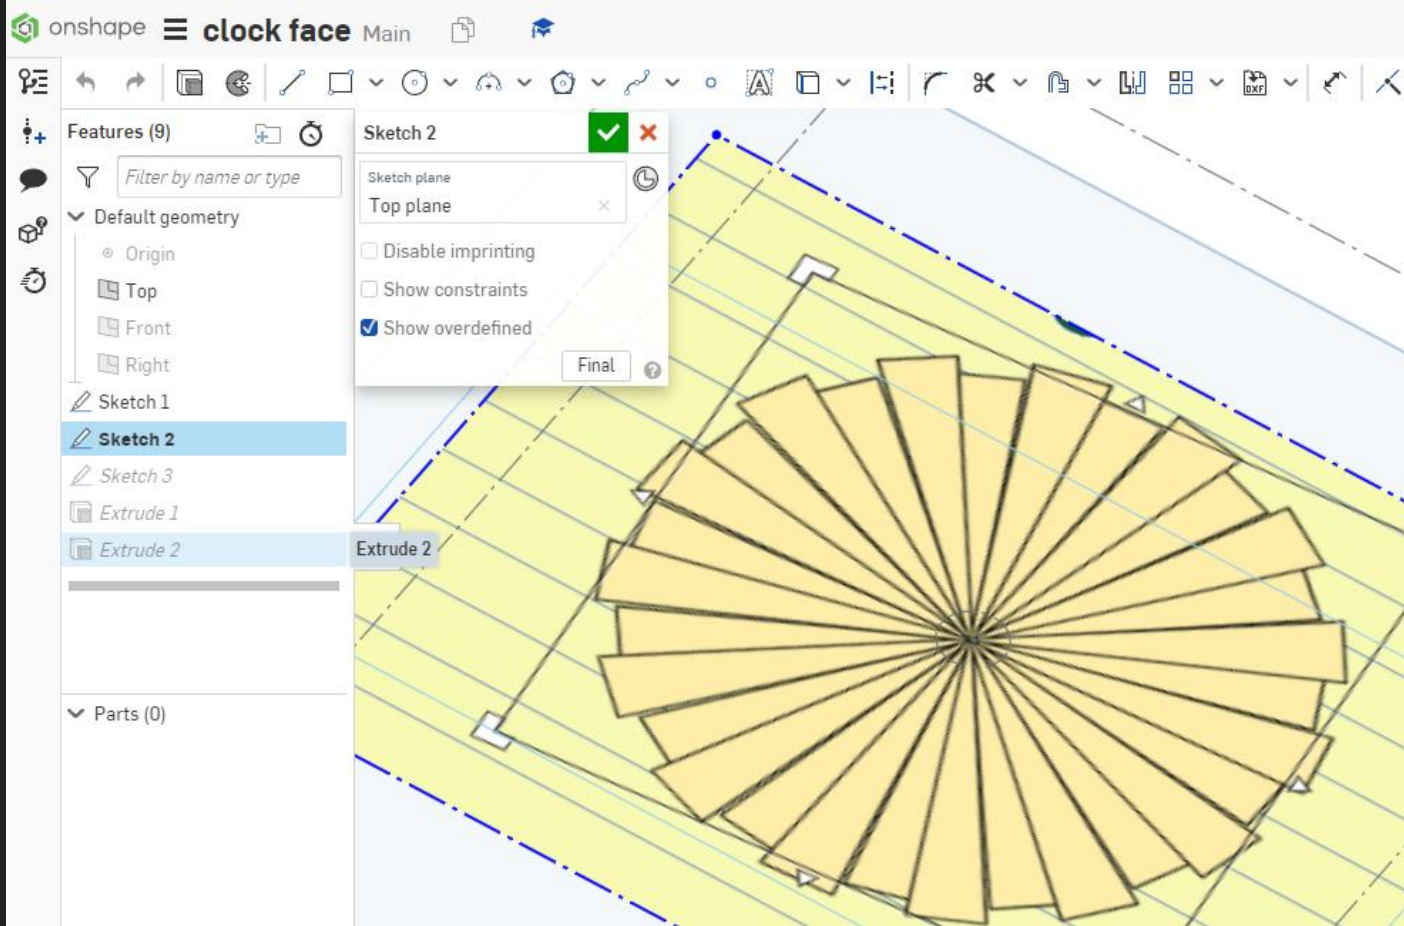 onshape clock face Main
DXF
Features (9)
Filter by name or type
Default geometry
Origin
Top
Front
Right
Sketch 1
Sketch 2
Sketch 3
Extrude 1
Extrude 2
Parts (0)
Sketch 2
Sketch plane
Top plane
Disable imprinting
Show constraints
Show overdefined
Final
Extrude 2